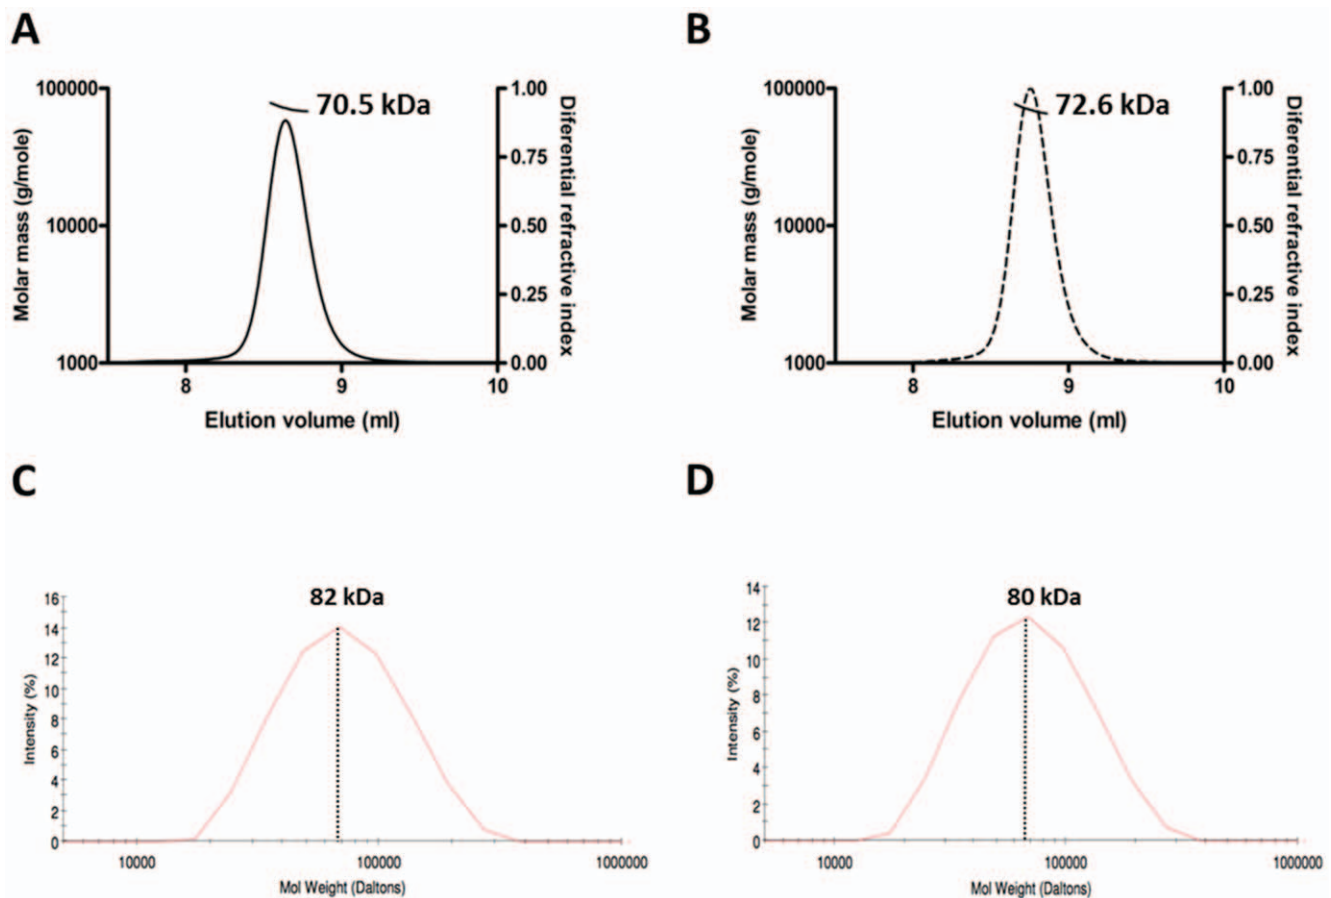 A
100000
10000
1000
Molar mass (g/mole)
70.5 kDa
1.00
0.75
0.50
0.25
0.00
Diferential refractive index
8 9 10
Elution volume (ml)
B
100000
10000
1000
Molar mass (g/mole)
72.6 kDa
1.00
0.75
0.50
0.25
0.00
Diferential refractive index
8 9 10
Elution volume (ml)
C
82 kDa
16
14
12
10
8
6
4
2
0
Intensity (%)
10000 100000 1000000
Mol Weight (Daltons)
D
80 kDa
14
12
10
8
6
4
2
0
Intensity (%)
10000 100000 1000000
Mol Weight (Daltons)